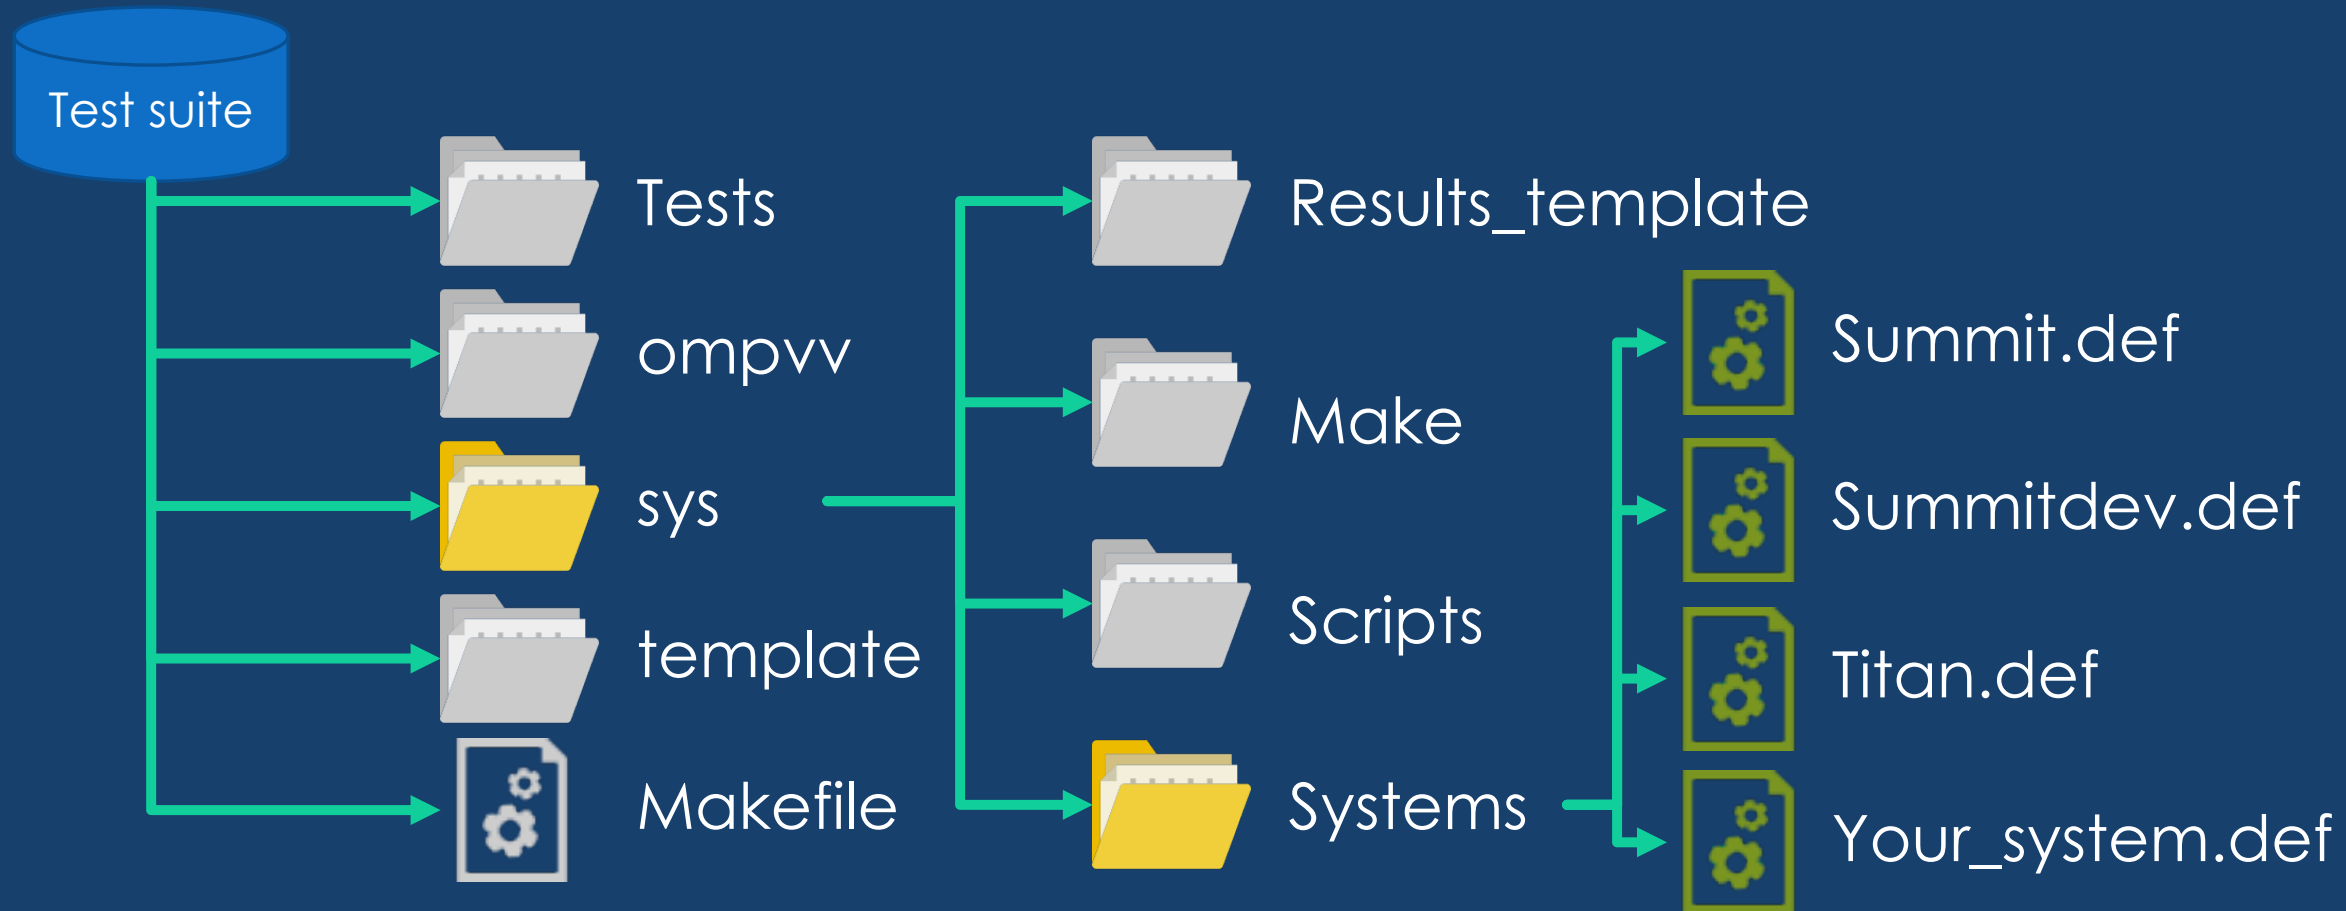 Test suite
Tests
ompvv
sys
template
Makefile
Results_template
Make
Scripts
Systems
Summit.def
Summitdev.def
Titan.def
Your_system.def